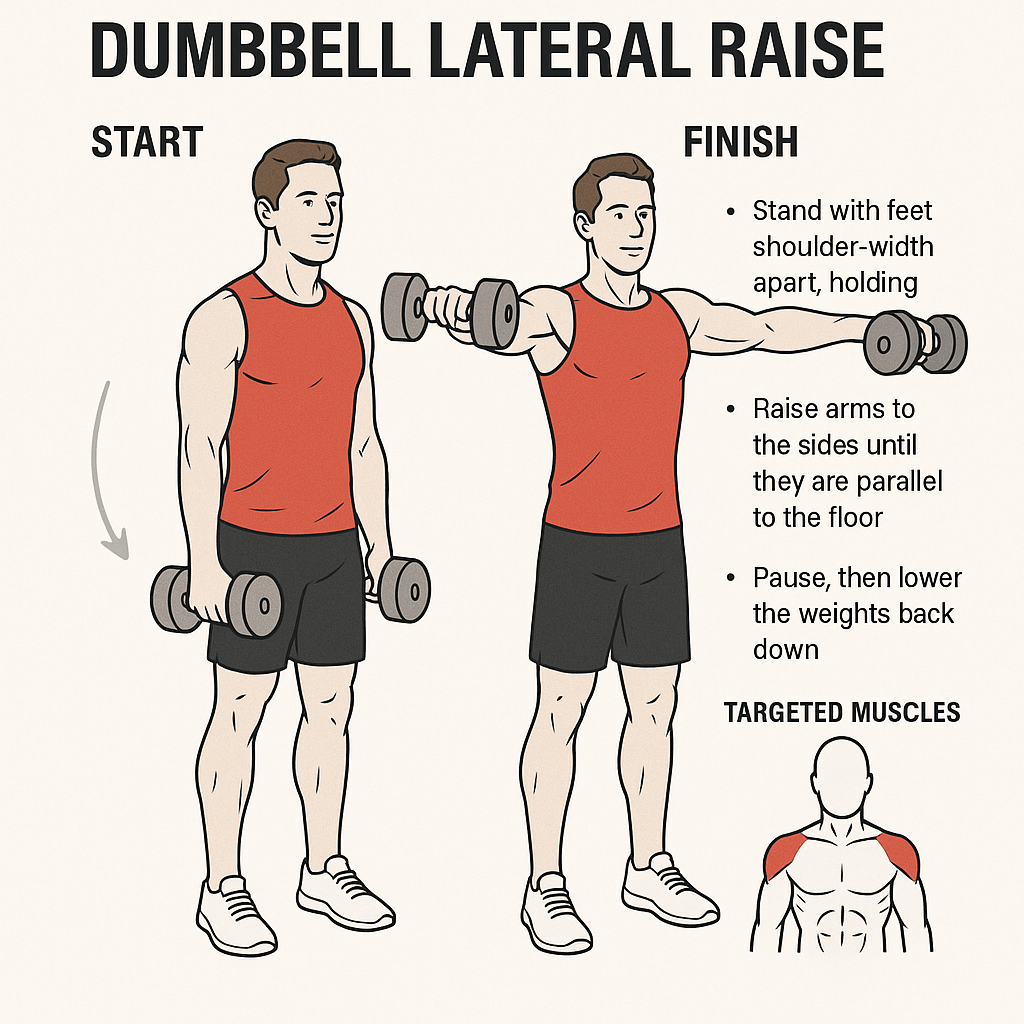 DUMBBELL LATERAL RAISE
START
FINISH
• Stand with feet
shoulder-width
apart, holding
• Raise arms to
the sides until
they are parallel
to the floor
• Pause, then lower
the weights back
down
TARGETED MUSCLES